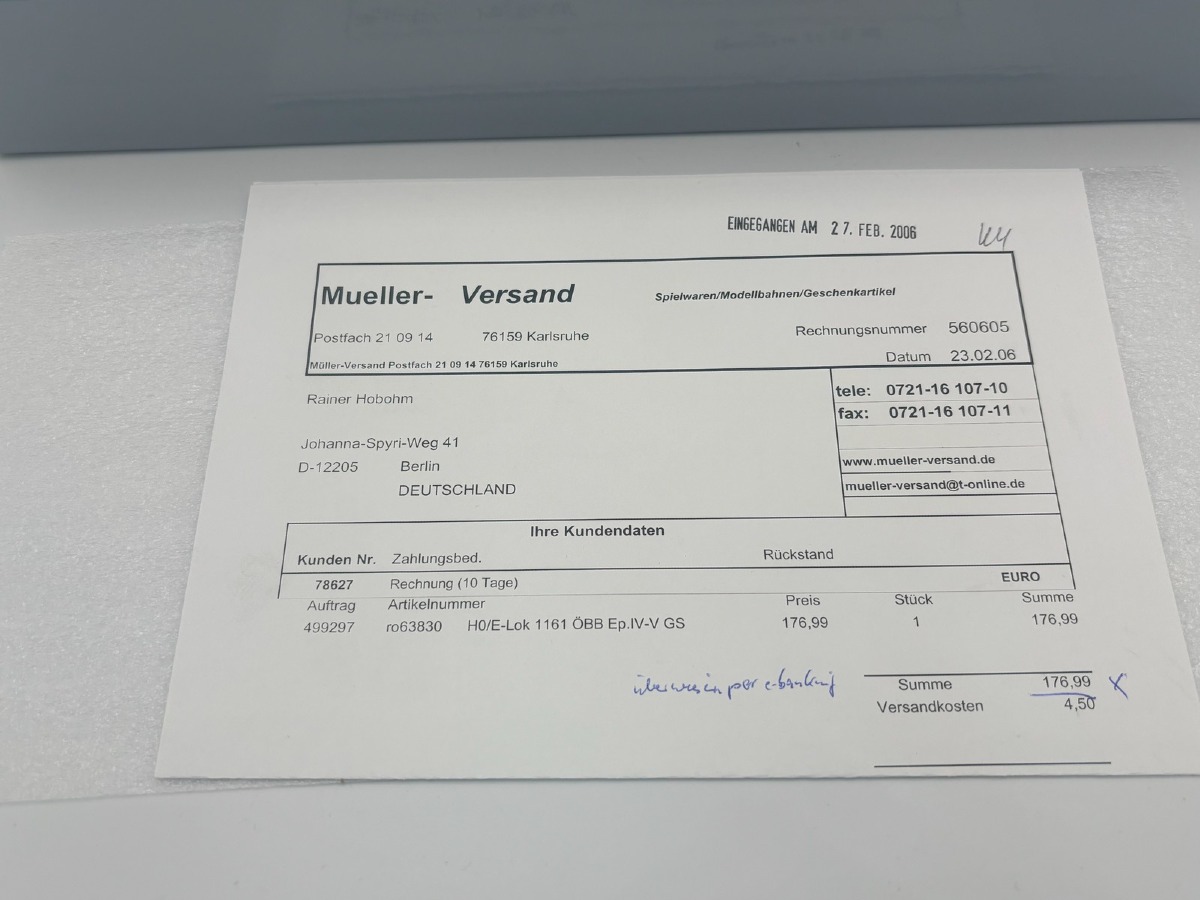 EINGEGANGEN AM 27. FEB. 2006
Mueller- Versand Spielwaren/Modellbahnen/Geschenkartikel
Postfach 21 09 14 76159 Karlsruhe Rechnungsnummer 560605
Müller-Versand Postfach 21 09 14 76159 Karlsruhe Datum 23.02.06
Rainer Hobohm tele: 0721-16 107-10
fax: 0721-16 107-11
Johanna-Spyri-Weg 41
D-12205 Berlin www.mueller-versand.de
DEUTSCHLAND mueller-versand@t-online.de
Ihre Kundendaten
Kunden Nr. Zahlungsbed. Rückstand
78627 Rechnung (10 Tage) EURO
Auftrag Artikelnummer Preis Stück Summe
499297 ro63830 H0/E-Lok 1161 ÖBB Ep.IV-V GS 176,99 1 176,99
überwiesen per e-banking Summe 176,99 X
Versandkosten 4,50